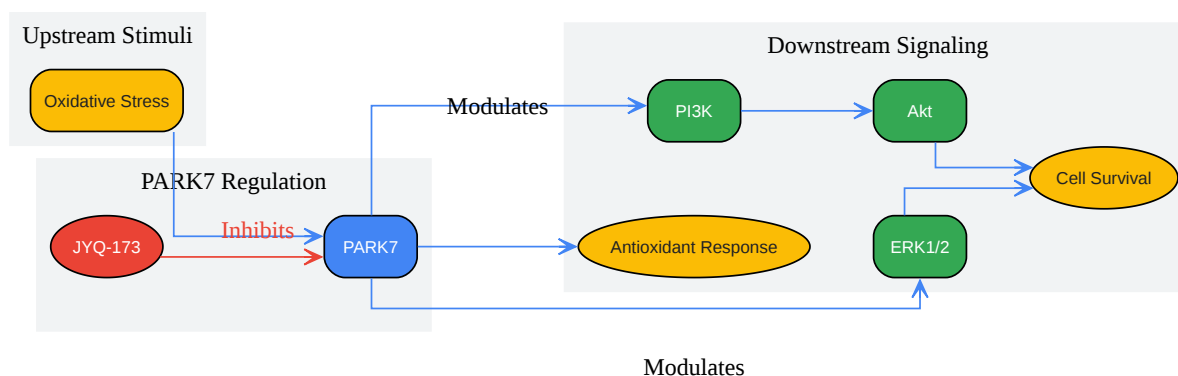 Upstream Stimuli
Oxidative Stress
PARK7 Regulation
JYQ-173
Inhibits
PARK7
Modulates
Downstream Signaling
PI3K
Akt
Cell Survival
Antioxidant Response
ERK1/2
Modulates